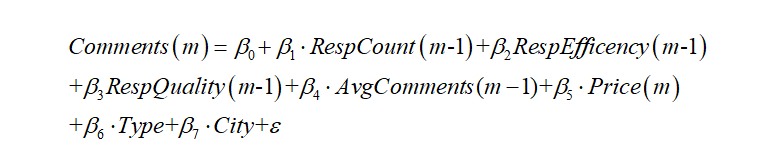 Comments(m) = β₀+ β₁ · RespCount(m-1)+β₂RespEfficency(m-1)
+β₃RespQuality(m-1)+β₄ · AvgComments(m −1)+β₅ · Price(m)
+β₆ ·Type+β₇ ·City+ε